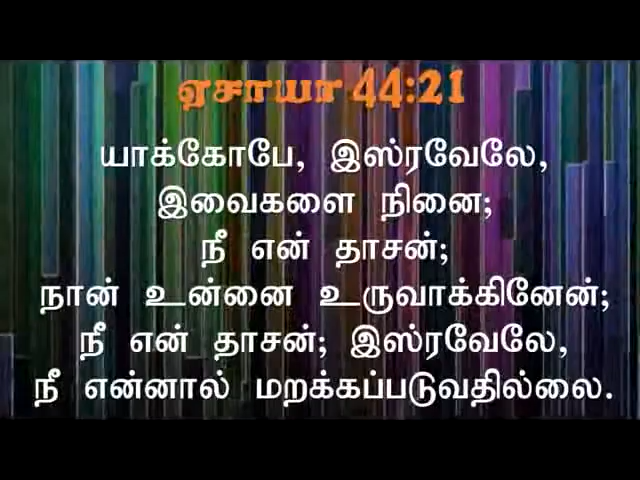 ஏசாயா 44:21
யாக்கோபே, இஸ்ரவேலே,
இவைகளை நினை;
நீ என் தாசன்;
நான் உன்னை உருவாக்கினேன்;
நீ என் தாசன்; இஸ்ரவேலே,
நீ என்னால் மறக்கப்படுவதில்லை.